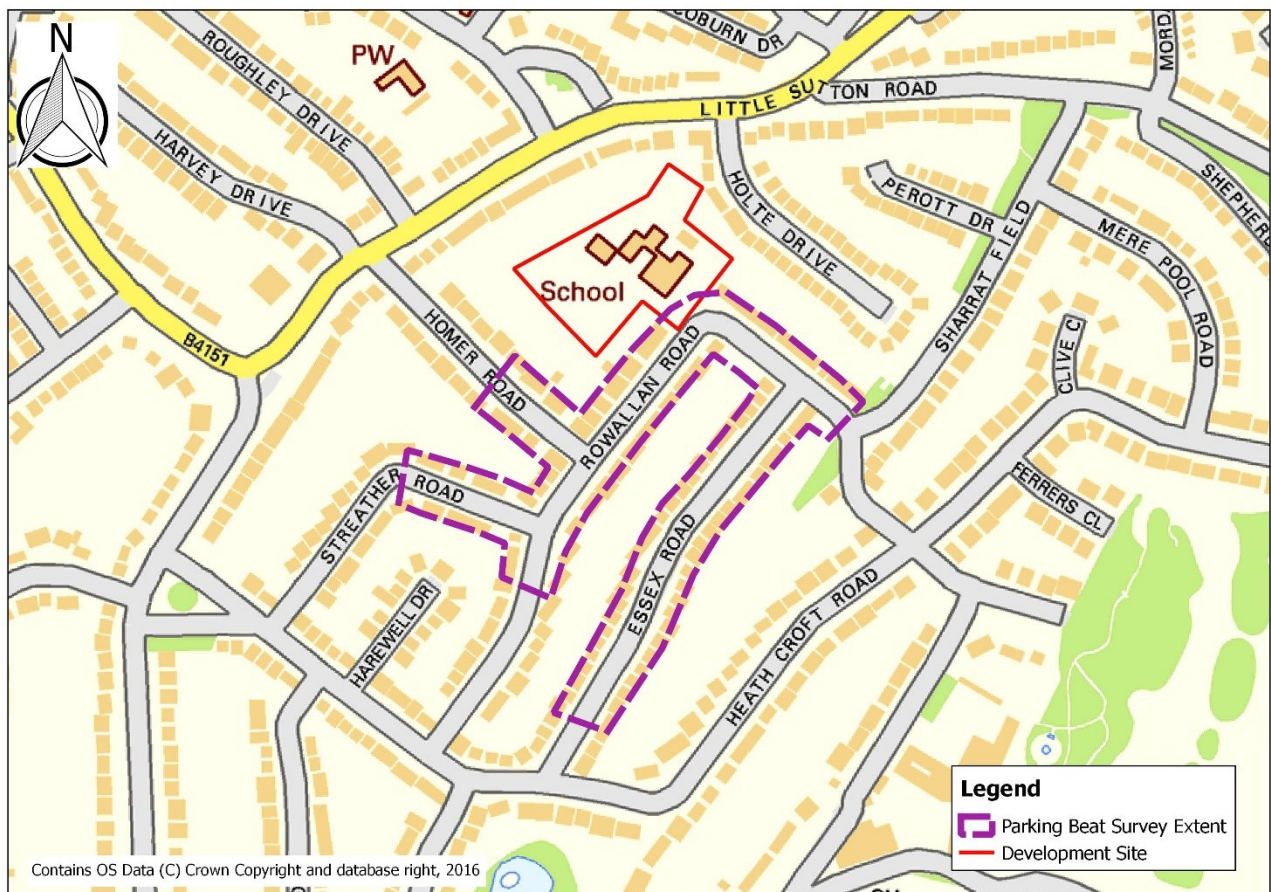 N
PW
ROUGHLEY DRIVE
HARVEY DRIVE
COBURN DR
LITTLE SUTTON ROAD
MORD
SHEPHERD
HOLTE DRIVE
PEROTT DR
SHARRAT FIELD
MERE POOL ROAD
School
B4151
HOMER ROAD
ROWALLAN ROAD
CLIVE C
STREATHER ROAD
FERRERS CL
ESSEX ROAD
HAREWELL DR
HEATH CROFT ROAD
Legend
Parking Beat Survey Extent
Development Site
Contains OS Data (C) Crown Copyright and database right, 2016